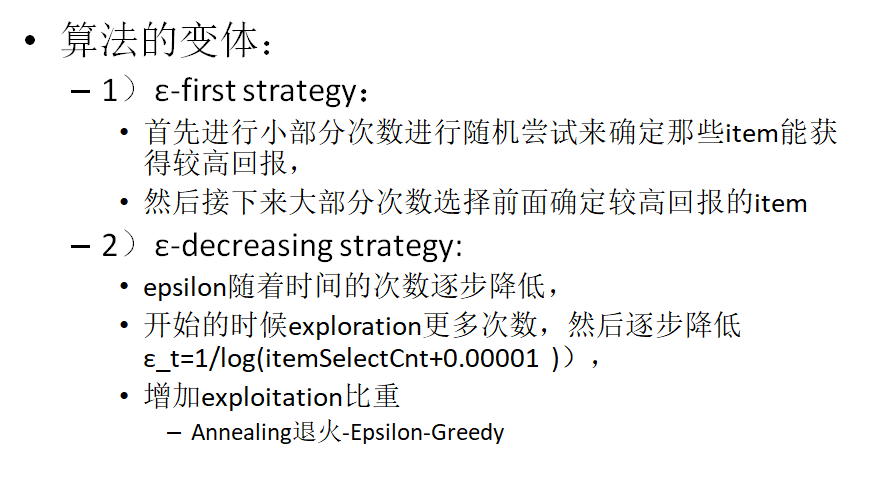 • 算法的变体：
– 1）ε-first strategy：
• 首先进行小部分次数进行随机尝试来确定那些item能获
得较高回报，
• 然后接下来大部分次数选择前面确定较高回报的item
– 2）ε-decreasing strategy:
• epsilon随着时间的次数逐步降低，
• 开始的时候exploration更多次数，然后逐步降低
ε_t=1/log(itemSelectCnt+0.00001 )），
• 增加exploitation比重
– Annealing退火-Epsilon-Greedy